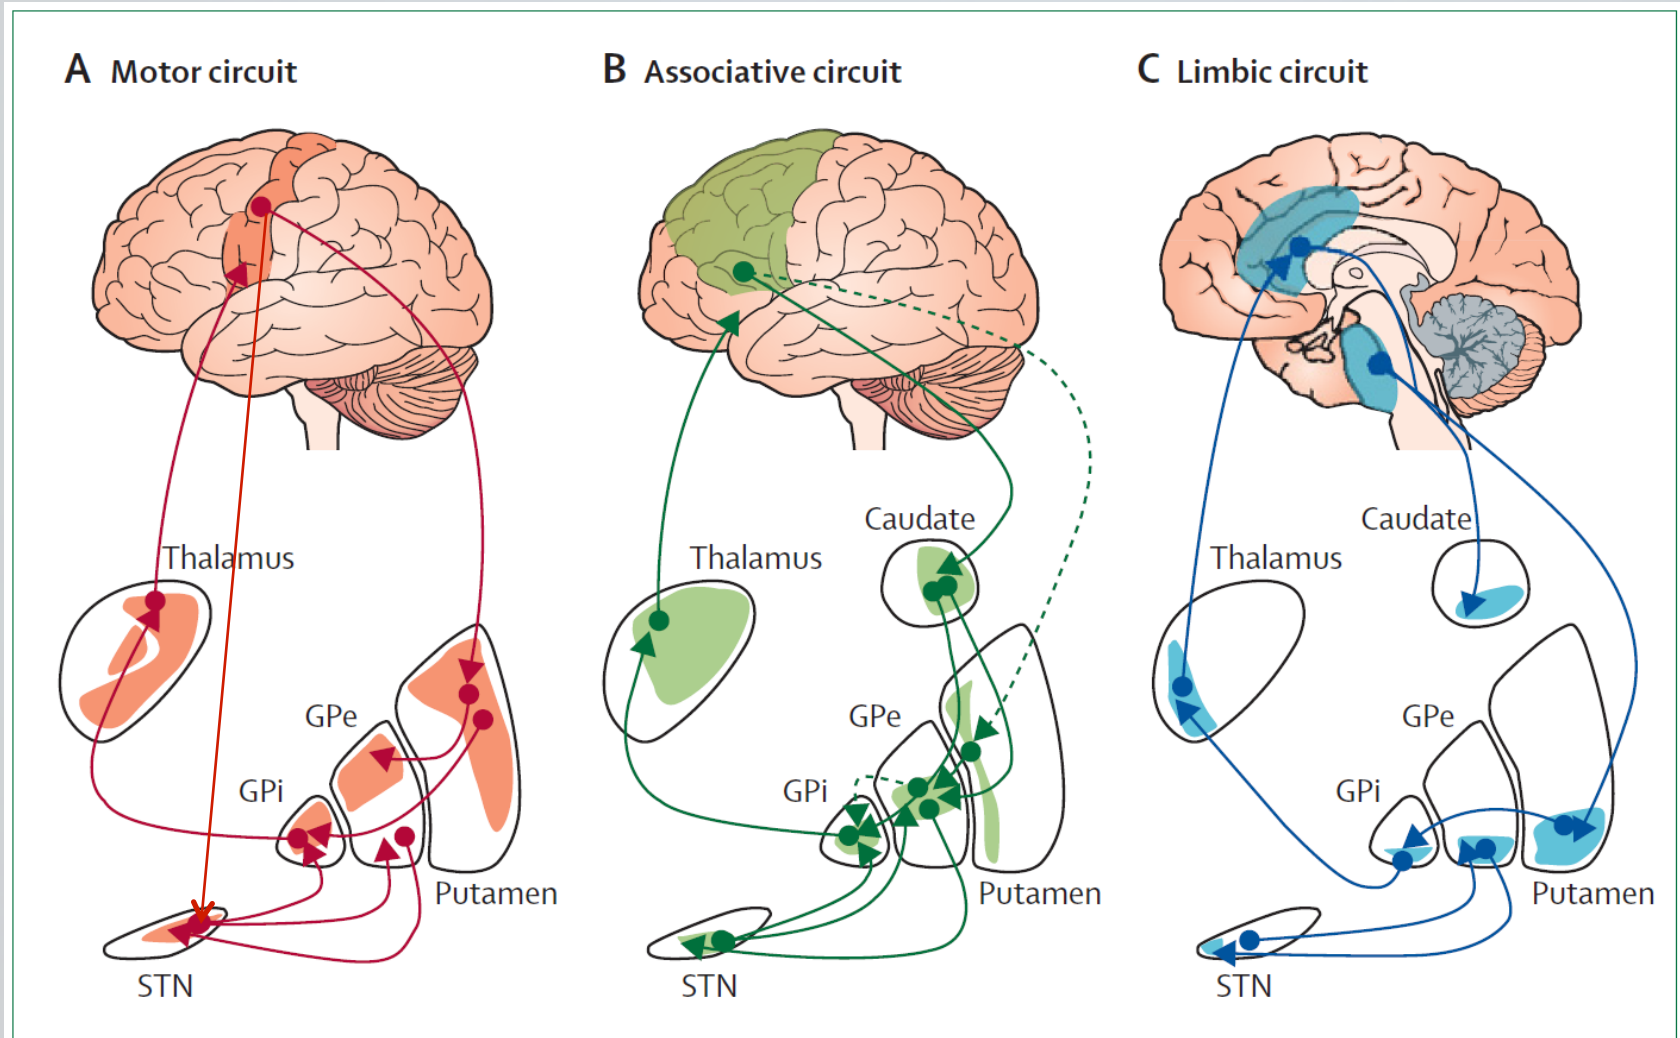 A Motor circuit
Thalamus
GPe
GPi
Putamen
STN
B Associative circuit
Caudate
Thalamus
GPe
GPi
Putamen
STN
C Limbic circuit
Caudate
Thalamus
GPe
GPi
Putamen
STN